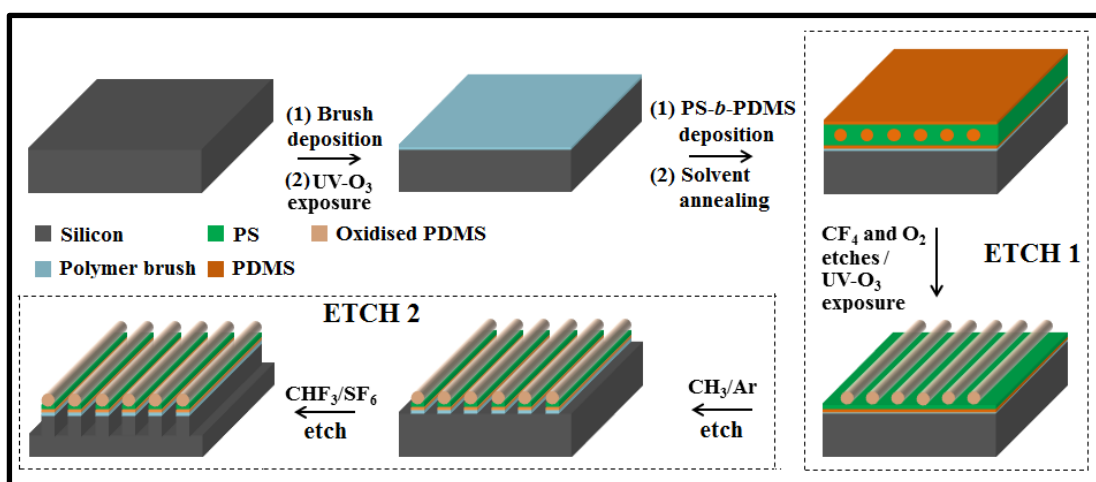 (1) Brush
deposition
(2) UV-O3
exposure
(1) PS-b-PDMS
deposition
(2) Solvent
annealing
Silicon
PS
Oxidised PDMS
Polymer brush
PDMS
CF4 and O2
etches /
UV-O3
exposure
ETCH 1
ETCH 2
CHF3/SF6
etch
CH3/Ar
etch